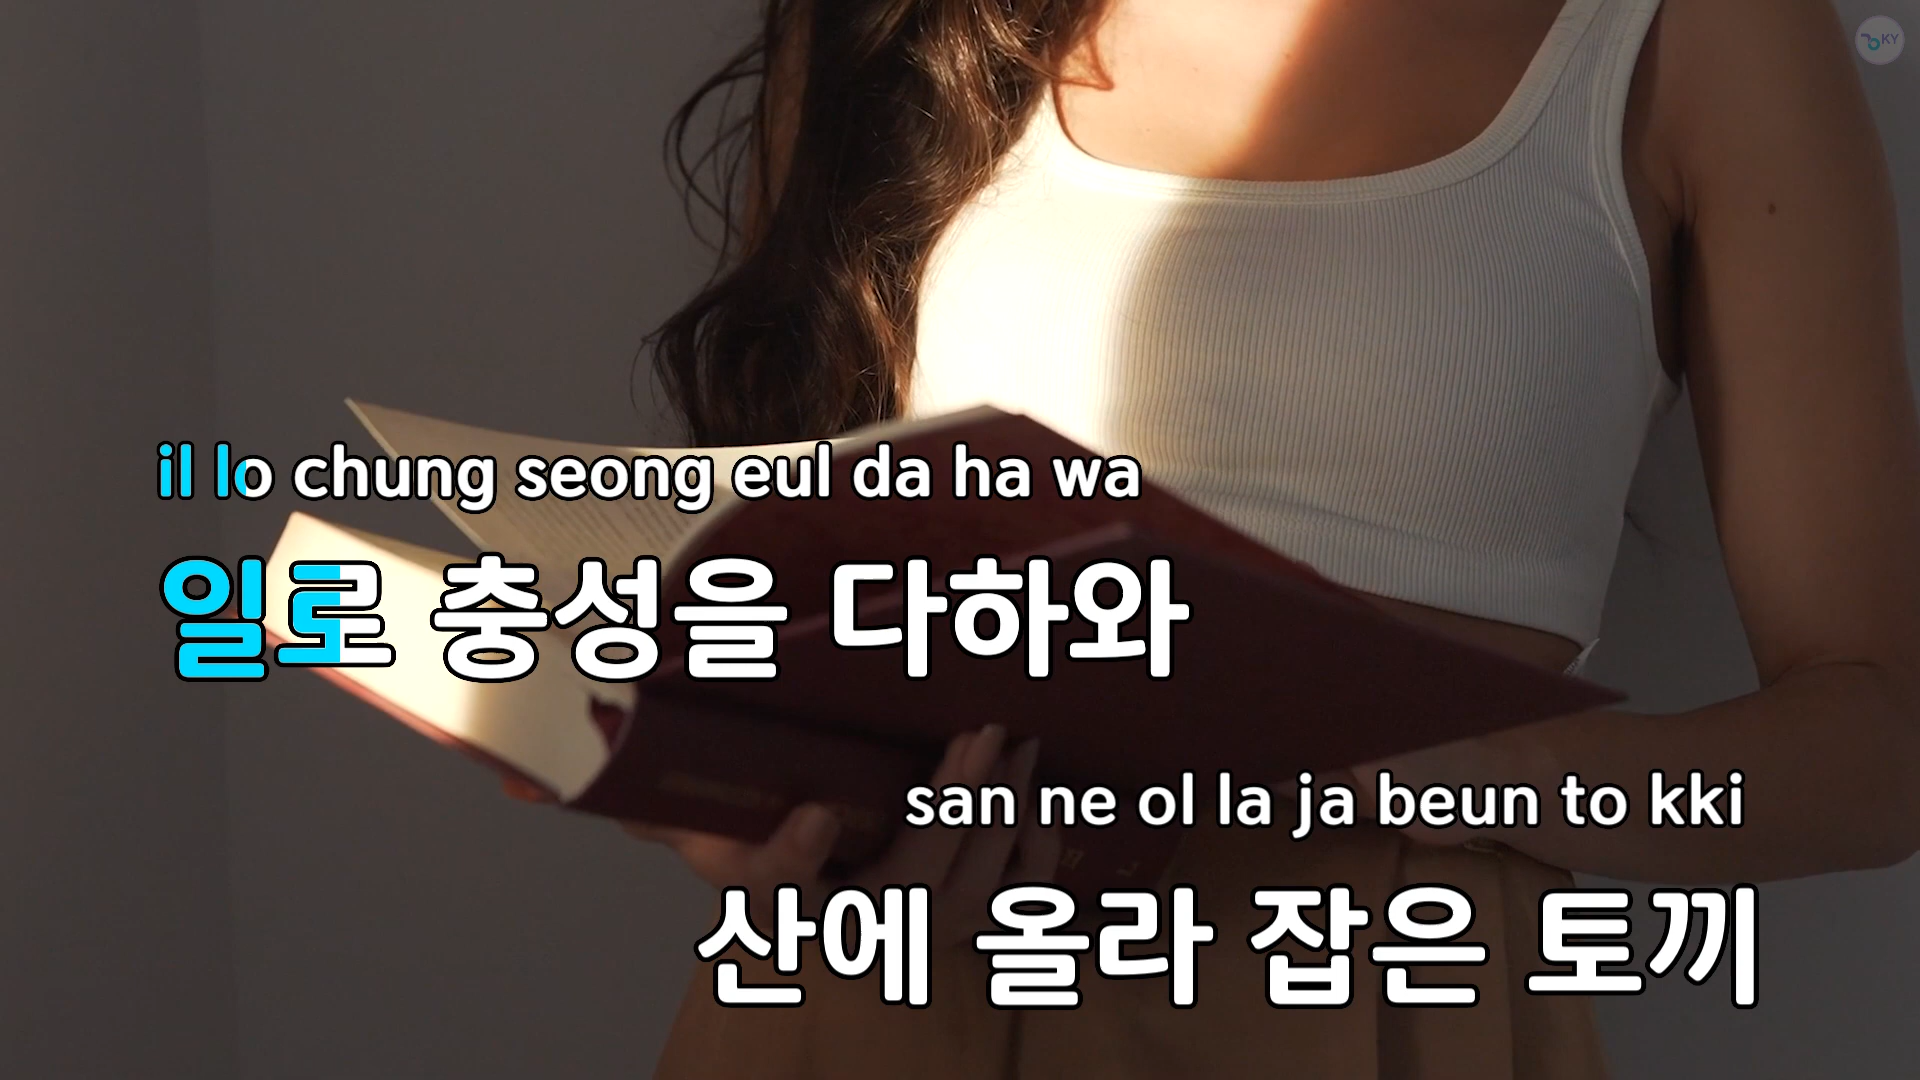 KY
il lo chung seong eul da ha wa
일로 충성을 다하와
san ne ol la ja beun to kki
산에 올라 잡은 토끼